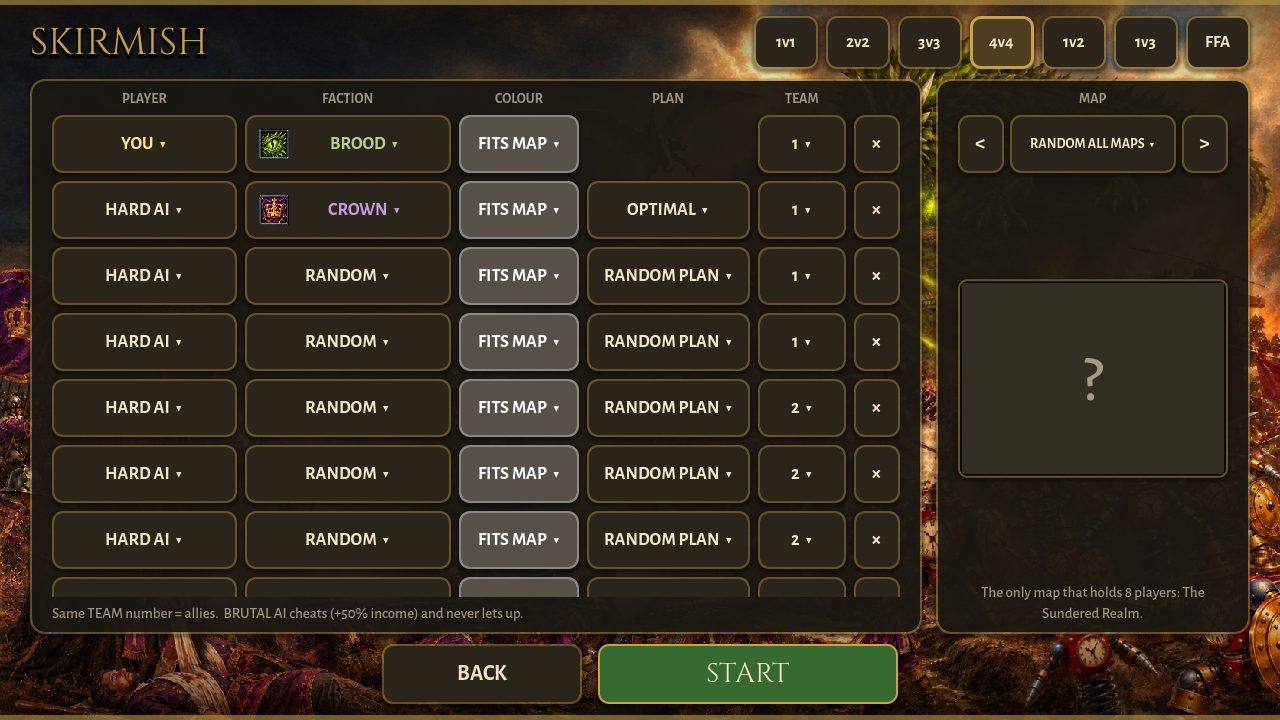 SKIRMISH
1v1 2v2 3v3 4v4 1v2 1v3 FFA
PLAYER FACTION COLOUR PLAN TEAM
YOU ▾ BROOD ▾ FITS MAP ▾ 1 ▾ ×
HARD AI ▾ CROWN ▾ FITS MAP ▾ OPTIMAL ▾ 1 ▾ ×
HARD AI ▾ RANDOM ▾ FITS MAP ▾ RANDOM PLAN ▾ 1 ▾ ×
HARD AI ▾ RANDOM ▾ FITS MAP ▾ RANDOM PLAN ▾ 1 ▾ ×
HARD AI ▾ RANDOM ▾ FITS MAP ▾ RANDOM PLAN ▾ 2 ▾ ×
HARD AI ▾ RANDOM ▾ FITS MAP ▾ RANDOM PLAN ▾ 2 ▾ ×
HARD AI ▾ RANDOM ▾ FITS MAP ▾ RANDOM PLAN ▾ 2 ▾ ×
Same TEAM number = allies. BRUTAL AI cheats (+50% income) and never lets up.
MAP
< RANDOM ALL MAPS ▾ >
?
The only map that holds 8 players: The
Sundered Realm.
BACK START